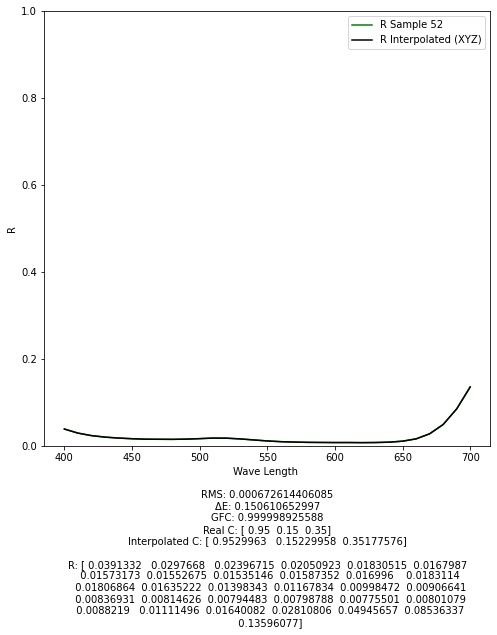 1.0
0.8
0.6
0.4
0.2
0.0
R
R Sample 52
R Interpolated (XYZ)
400 450 500 550 600 650 700
Wave Length
RMS: 0.000672614406085
ΔE: 0.150610652997
GFC: 0.999998925588
Real C: [ 0.95 0.15 0.35]
Interpolated C: [ 0.9529963 0.15229958 0.35177576]
R: [ 0.0391332 0.0297668 0.02396715 0.02050923 0.01830515 0.0167987
0.01573173 0.01552675 0.01535146 0.01587352 0.016996 0.0183114
0.01806864 0.01635222 0.01398343 0.01167834 0.00998472 0.00906641
0.00836931 0.00814626 0.00794483 0.00798788 0.00775501 0.00801079
0.0088219 0.01111496 0.01640082 0.02810806 0.04945657 0.08536337
0.13596077]